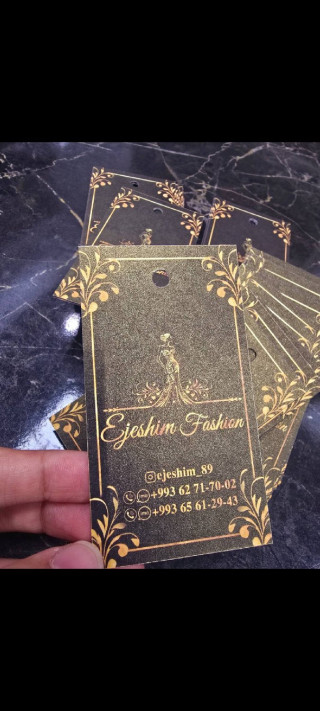 Ejeshim Fashion
ejeshim_89
+993 62 71-70-02
+993 65 61-29-43